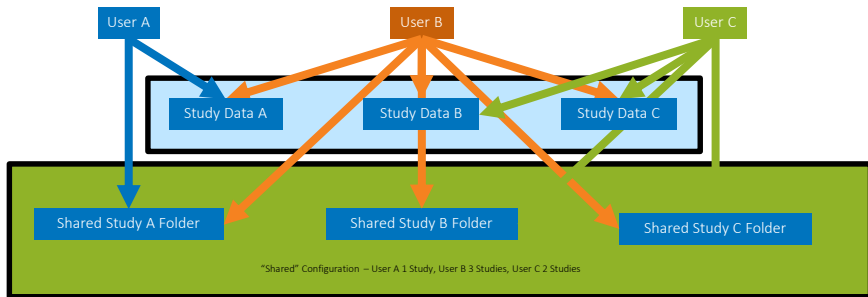 User A
User B
User C
Study Data A
Study Data B
Study Data C
Shared Study A Folder
Shared Study B Folder
Shared Study C Folder
"Shared" Configuration – User A 1 Study, User B 3 Studies, User C 2 Studies